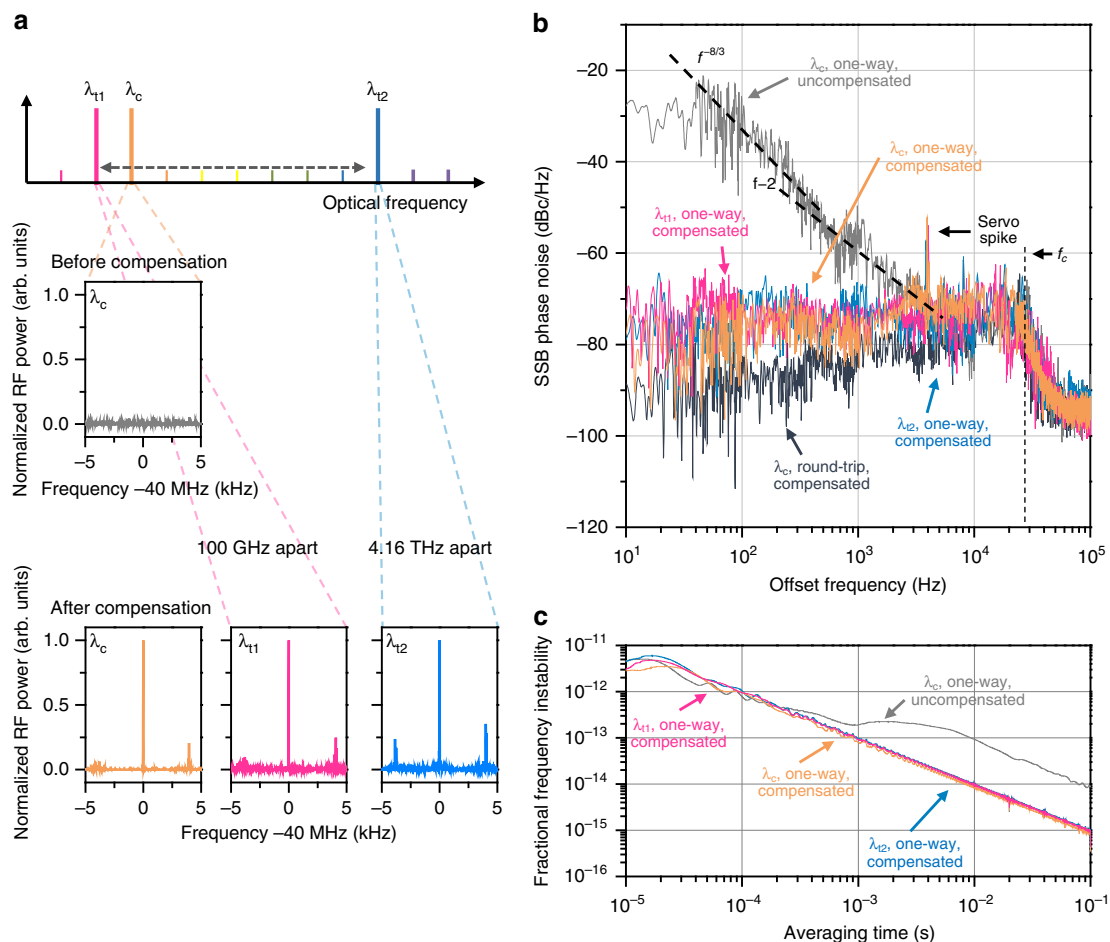 a
λt1 λc λt2
Optical frequency
Before compensation
Normalized RF power (arb. units)
λc
1.0
0.5
0.0
–5 0 5
Frequency –40 MHz (kHz)
100 GHz apart 4.16 THz apart
After compensation
Normalized RF power (arb. units)
λc λt1 λt2
1.0
0.5
0.0
–5 0 5 –5 0 5 –5 0 5
Frequency –40 MHz (kHz)
b
SSB phase noise (dBc/Hz)
–20
–40
–60
–80
–100
–120
f–8/3
λc, one-way,
uncompensated
λc, one-way,
compensated
f–2
λt1, one-way,
compensated
Servo
spike
fc
λt2, one-way,
compensated
λc, round-trip,
compensated
10¹ 10² 10³ 10⁴ 10⁵
Offset frequency (Hz)
c
Fractional frequency instability
10–11
10–12
10–13
10–14
10–15
10–16
λc, one-way,
uncompensated
λt1, one-way,
compensated
λc, one-way,
compensated
λt2, one-way,
compensated
10–5 10–4 10–3 10–2 10–1
Averaging time (s)